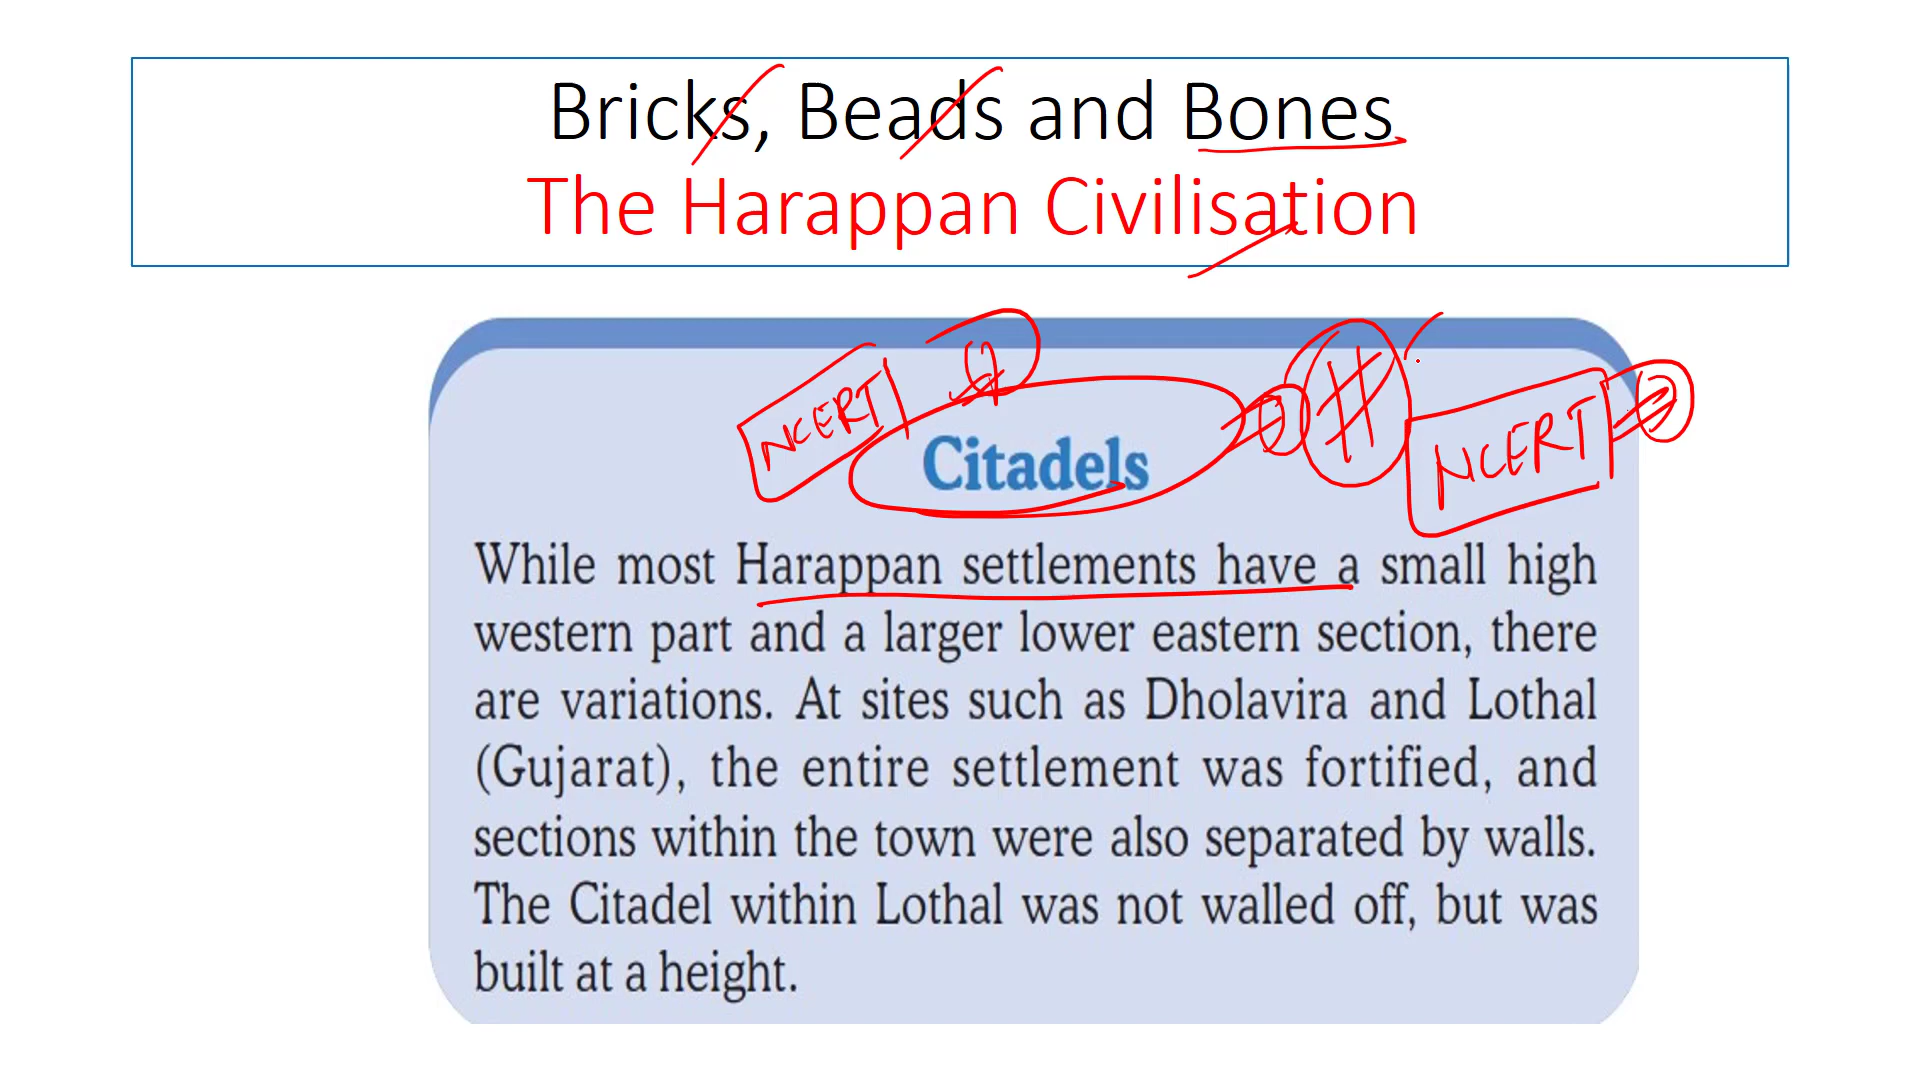 Bricks, Beads and Bones
The Harappan Civilisation
NCERT
NCERT
Citadels
While most Harappan settlements have a small high
western part and a larger lower eastern section, there
are variations. At sites such as Dholavira and Lothal
(Gujarat), the entire settlement was fortified, and
sections within the town were also separated by walls.
The Citadel within Lothal was not walled off, but was
built at a height.